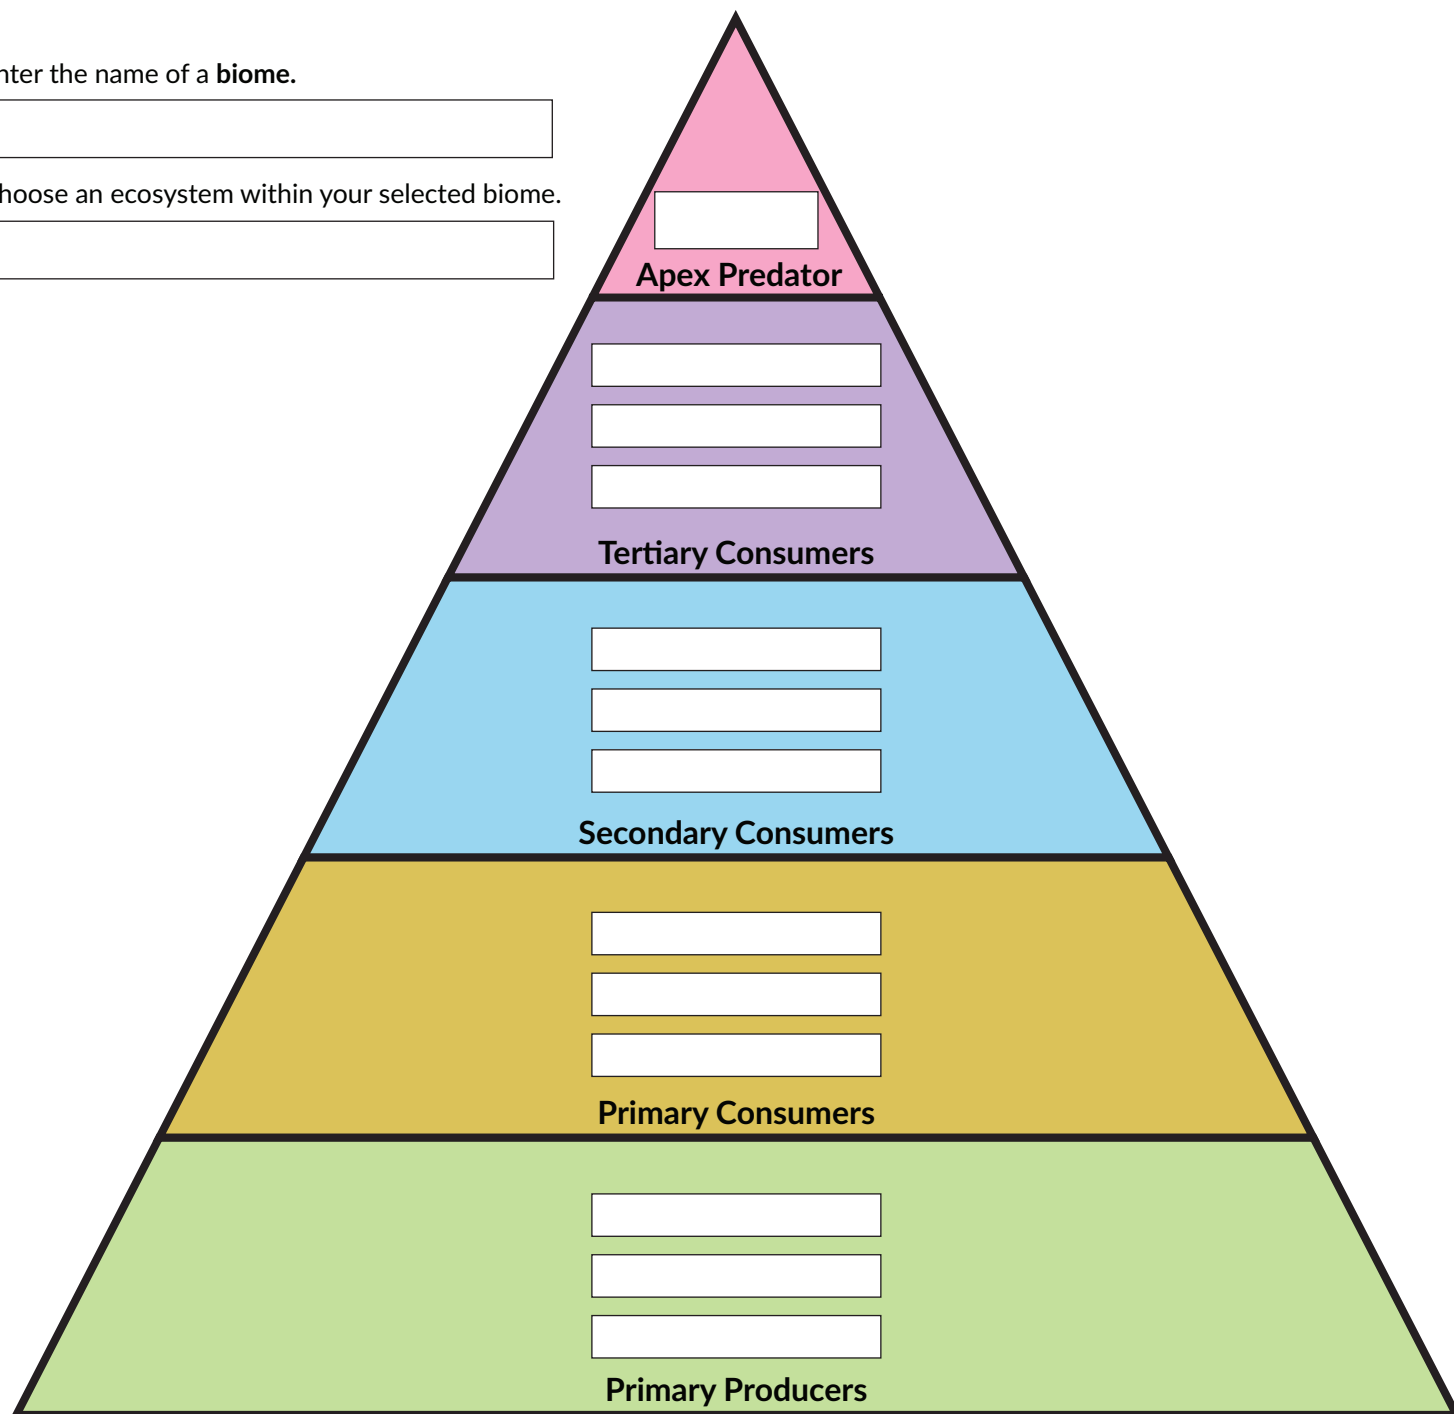 nter the name of a biome.
hoose an ecosystem within your selected biome.
Apex Predator
Tertiary Consumers
Secondary Consumers
Primary Consumers
Primary Producers